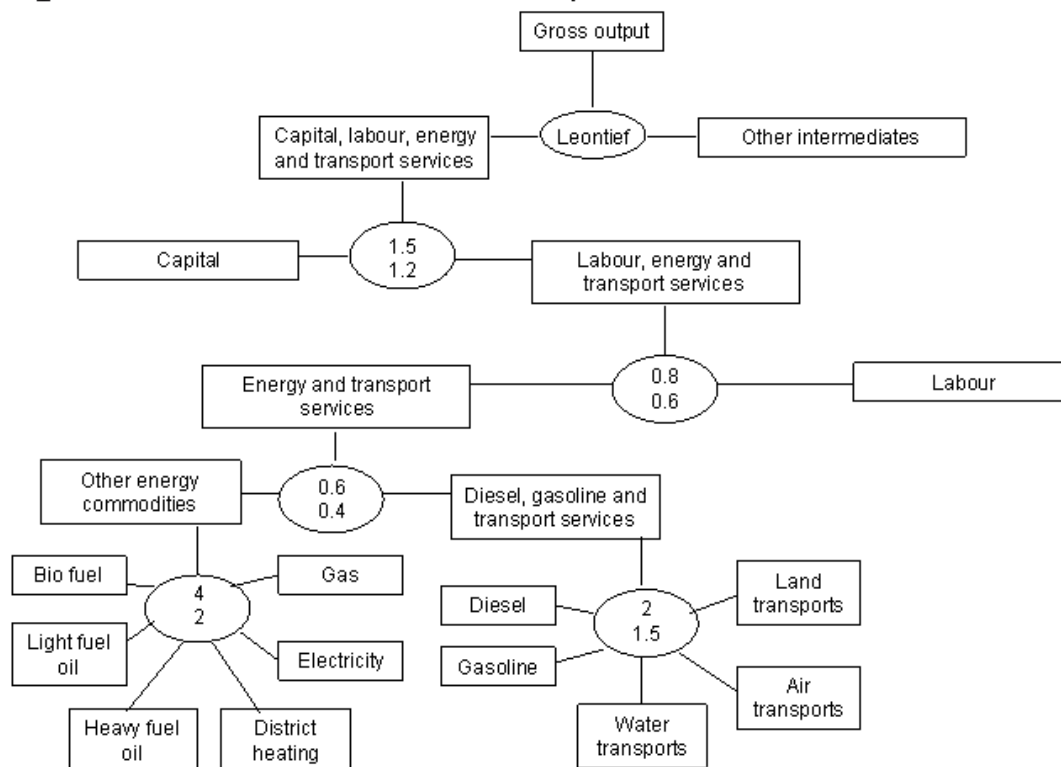 Gross output
Capital, labour, energy
and transport services
Leontief
Other intermediates
Capital
1.5
1.2
Labour, energy and
transport services
Energy and transport
services
0.8
0.6
Labour
Other energy
commodities
0.6
0.4
Diesel, gasoline and
transport services
Bio fuel
Gas
4
2
Light fuel
oil
Electricity
Heavy fuel
oil
District
heating
Diesel
Land
transports
2
1.5
Gasoline
Air
transports
Water
transports